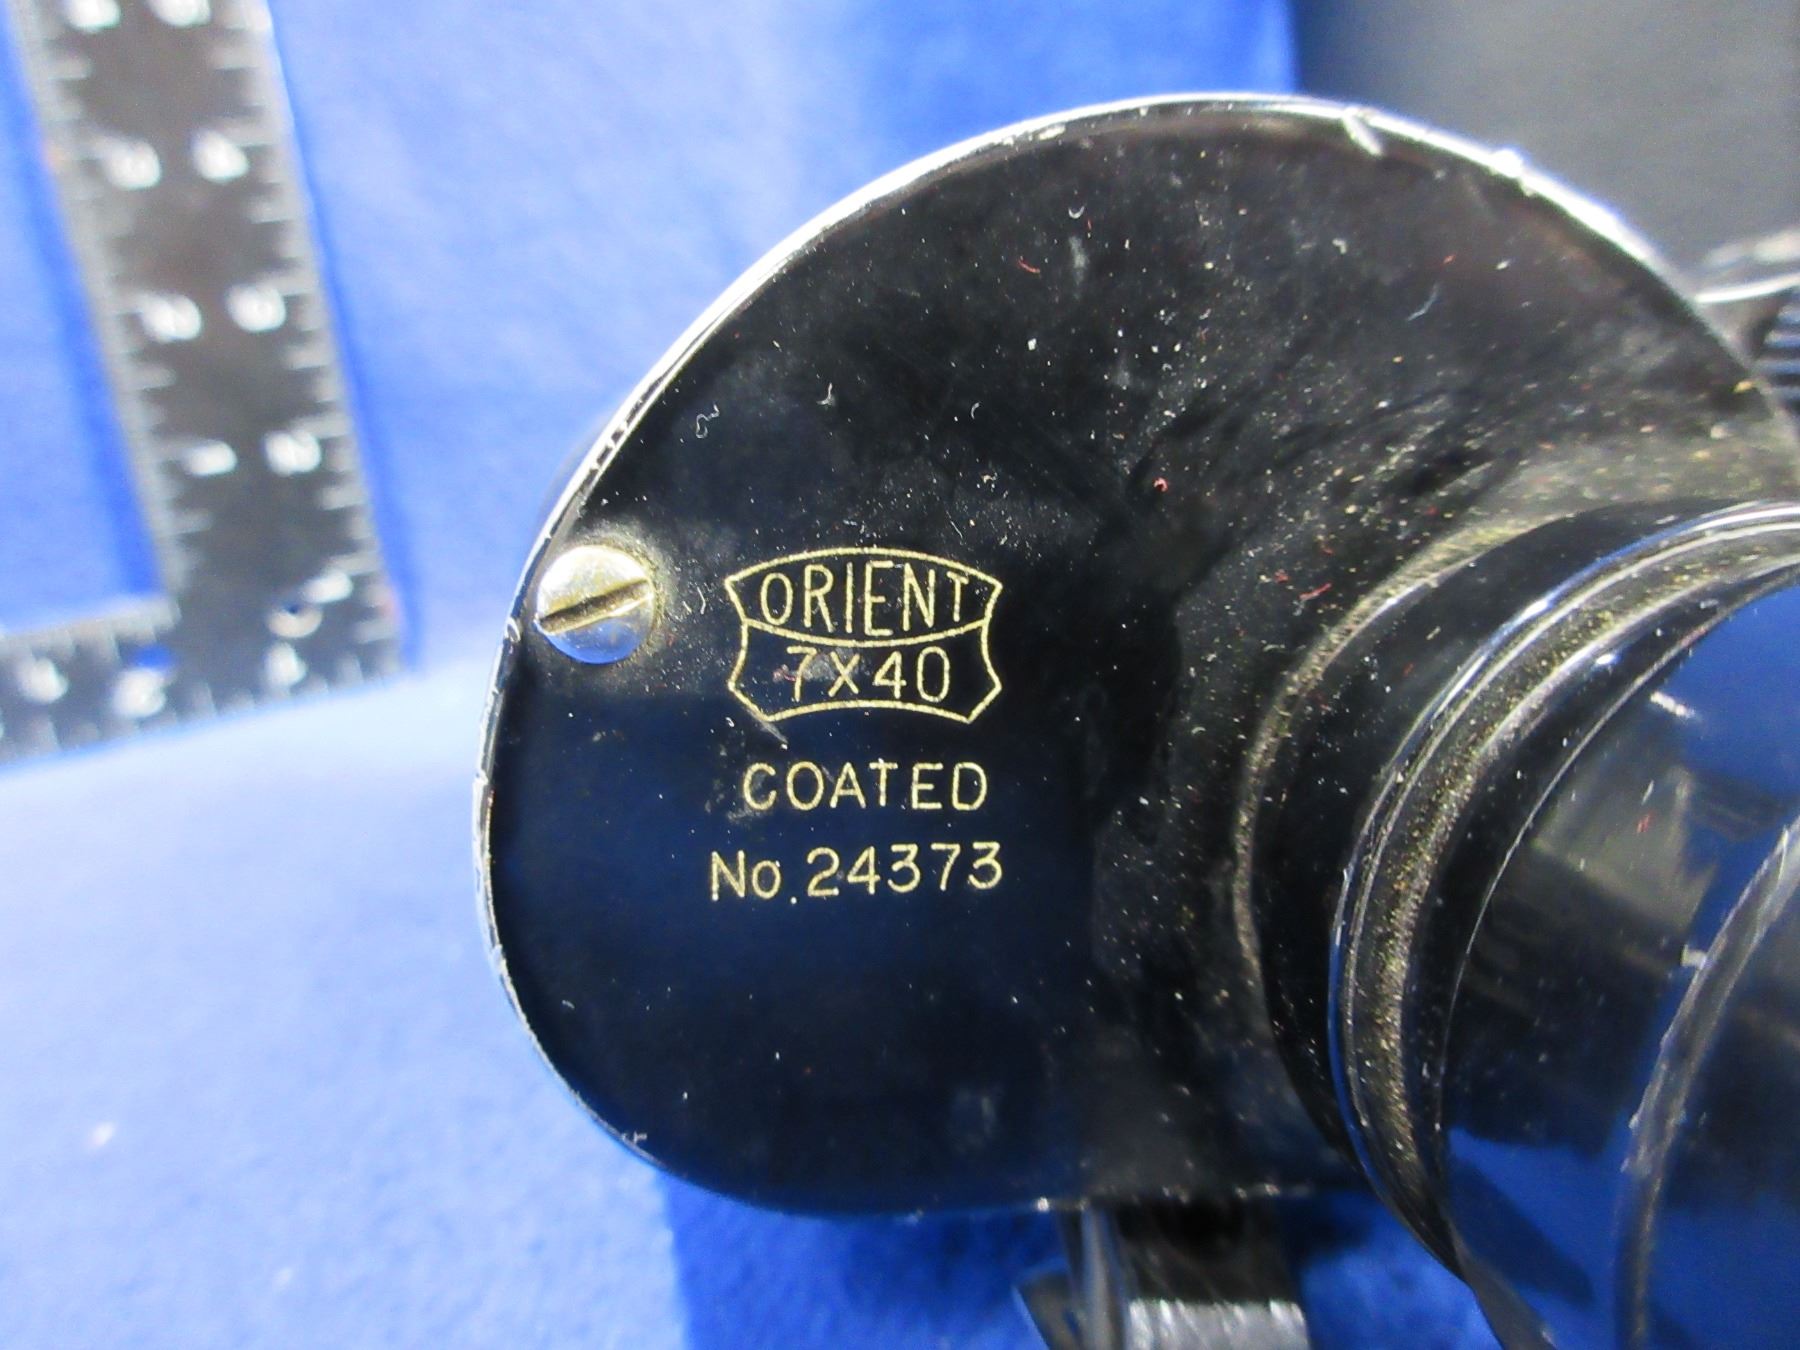 ORIENT
7X40
COATED
No.24373